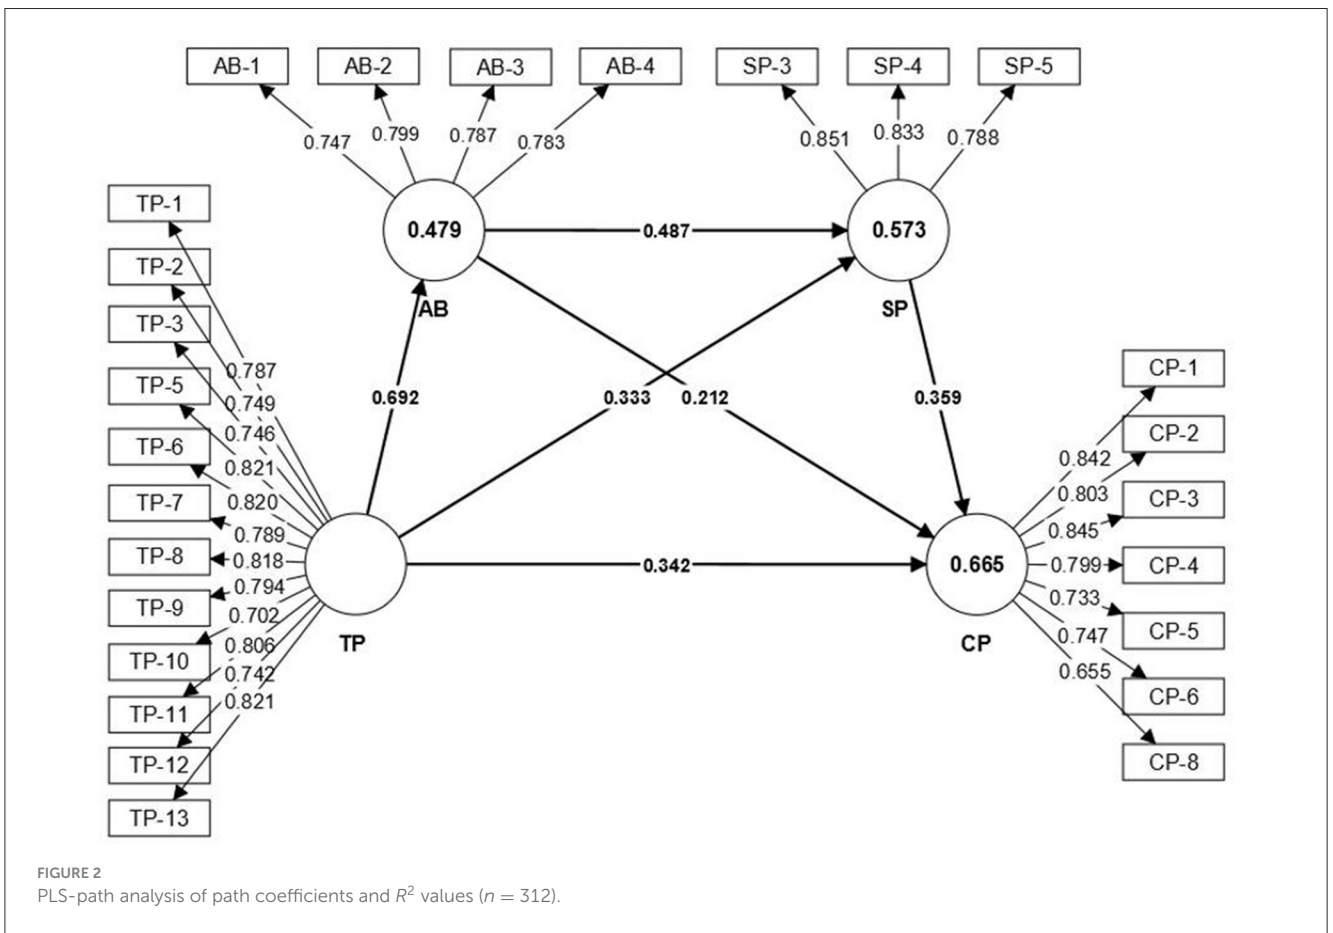 AB-1 AB-2 AB-3 AB-4 SP-3 SP-4 SP-5
0.747 0.799 0.787 0.783 0.851 0.833 0.788
TP-1
TP-2
TP-3
TP-5
TP-6
TP-7
TP-8
TP-9
TP-10
TP-11
TP-12
TP-13
0.787
0.749
0.746
0.821
0.820
0.789
0.818
0.794
0.702
0.806
0.742
0.821
0.479 0.487 0.573
AB SP
0.692 0.333 0.212 0.359
0.342 0.665
TP CP
0.842
0.803
0.845
0.799
0.733
0.747
0.655
CP-1
CP-2
CP-3
CP-4
CP-5
CP-6
CP-8
FIGURE 2
PLS-path analysis of path coefficients and R² values (n = 312).